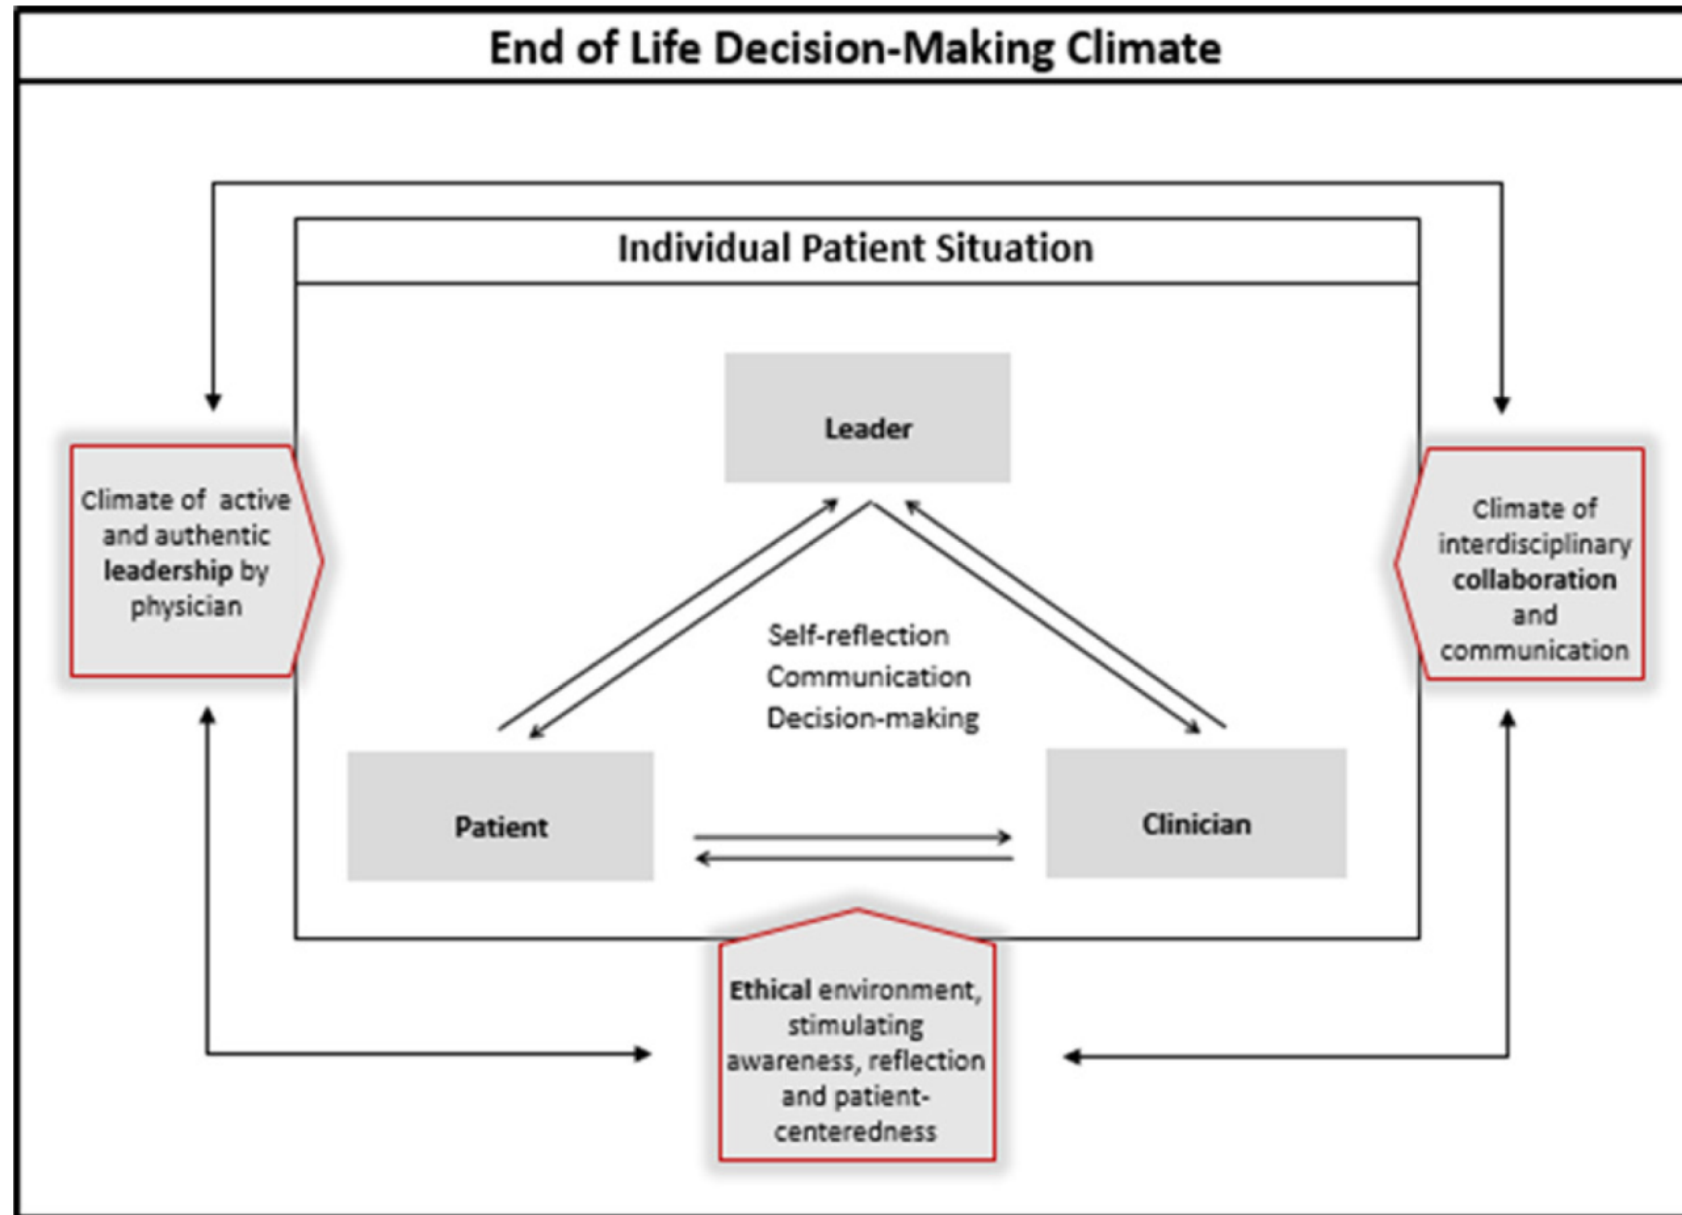 End of Life Decision-Making Climate
Individual Patient Situation
Leader
Climate of active
and authentic
leadership by
physician
Climate of
interdisciplinary
collaboration
and
communication
Self-reflection
Communication
Decision-making
Patient
Clinician
Ethical environment,
stimulating
awareness, reflection
and patient-
centeredness